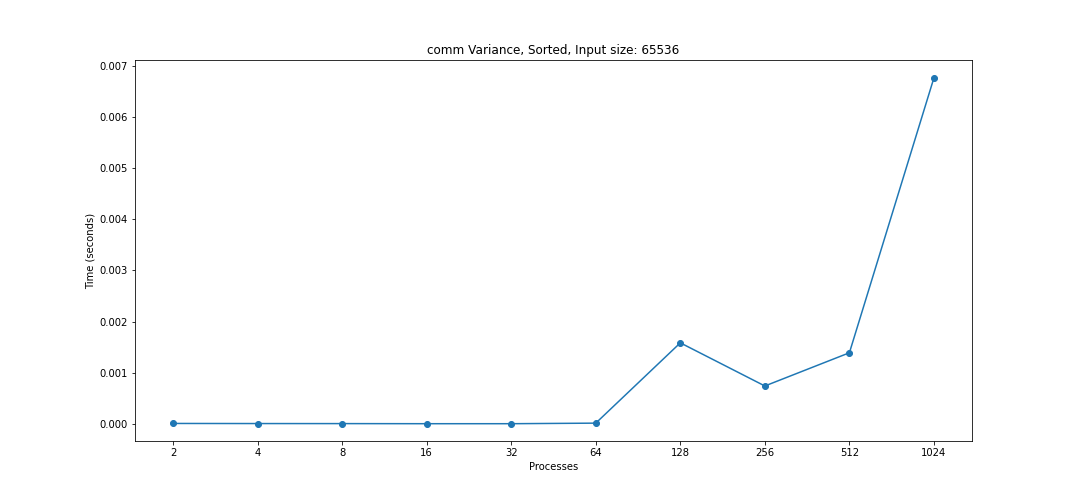 comm Variance, Sorted, Input size: 65536
0.007
0.006
0.005
0.004
0.003
0.002
0.001
0.000
Time (seconds)
2 4 8 16 32 64 128 256 512 1024
Processes